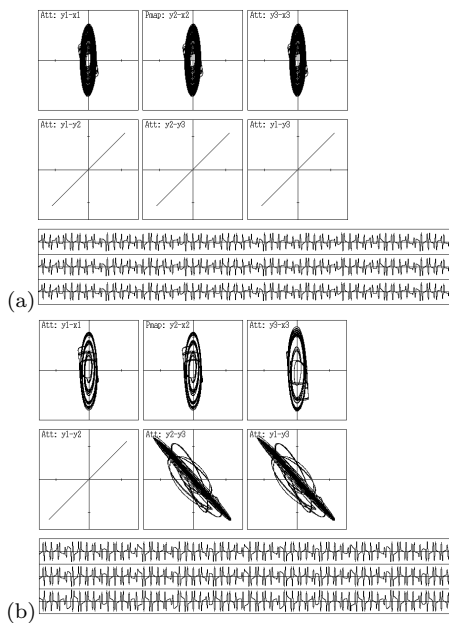 Att: y1-x1
Pmap: y2-x2
Att: y3-x3
Att: y1-y2
Att: y2-y3
Att: y1-y3
(a)
Att: y1-x1
Pmap: y2-x2
Att: y3-x3
Att: y1-y2
Att: y2-y3
Att: y1-y3
(b)